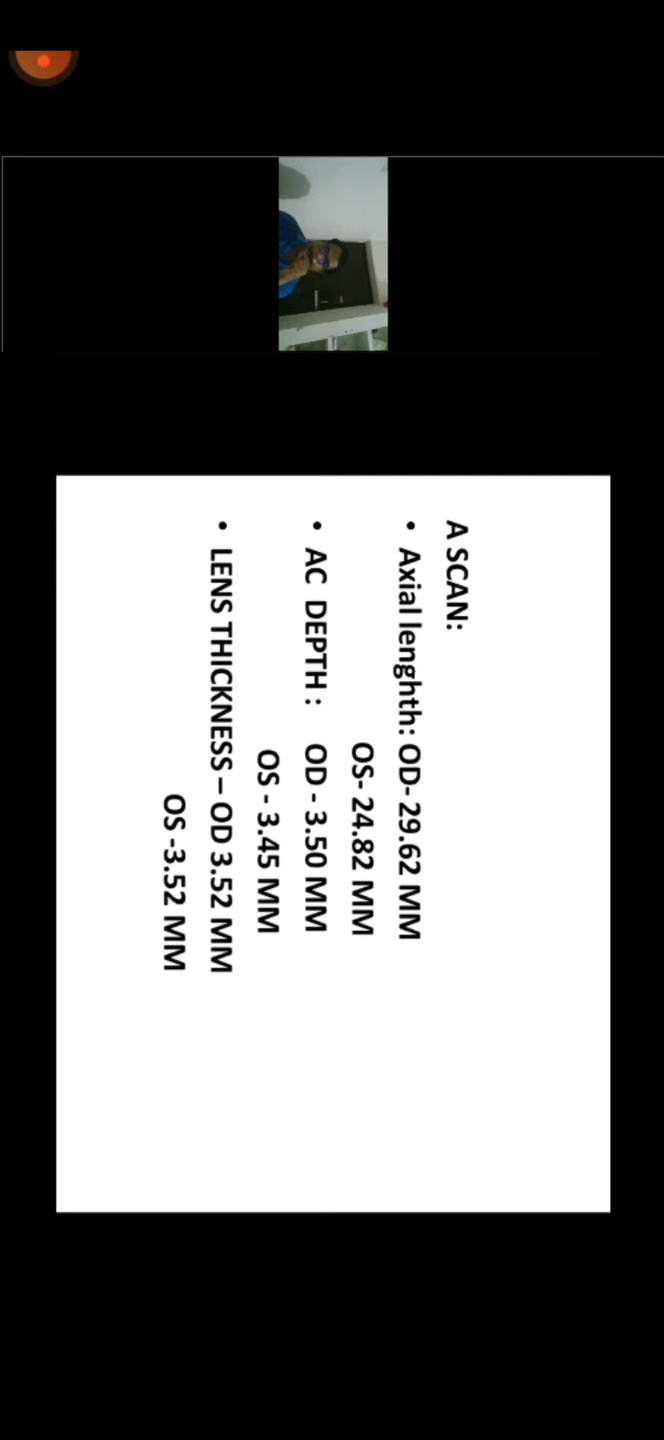 A SCAN:
• Axial lenghth: OD- 29.62 MM
OS- 24.82 MM
• AC DEPTH : OD - 3.50 MM
OS - 3.45 MM
• LENS THICKNESS – OD 3.52 MM
OS -3.52 MM